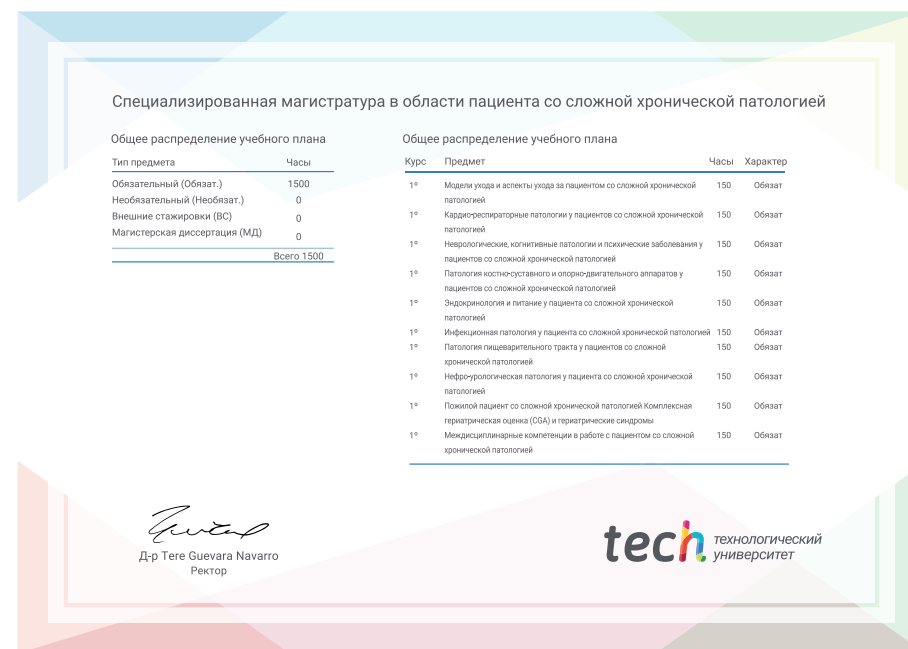 Специализированная магистратура в области пациента со сложной хронической патологией
Общее распределение учебного плана
Тип предмета Часы
Обязательный (Обязат.) 1500
Необязательный (Необязат.) 0
Внешние стажировки (ВС) 0
Магистерская диссертация (МД) 0
Всего 1500
Общее распределение учебного плана
Курс Предмет Часы Характер
1º Модели ухода и аспекты ухода за пациентом со сложной хронической 150 Обязат
патологией
1º Кардио-респираторные патологии у пациентов со сложной хронической 150 Обязат
патологией
1º Неврологические, когнитивные патологии и психические заболевания у 150 Обязат
пациентов со сложной хронической патологией
1º Патология костно-суставного и опорно-двигательного аппаратов у 150 Обязат
пациентов со сложной хронической патологией
1º Эндокринология и питание у пациента со сложной хронической 150 Обязат
патологией
1º Инфекционная патология у пациента со сложной хронической патологией 150 Обязат
1º Патология пищеварительного тракта у пациентов со сложной 150 Обязат
хронической патологией
1º Нефро-урологическая патология у пациента со сложной хронической 150 Обязат
патологией
1º Пожилой пациент со сложной хронической патологией Комплексная 150 Обязат
гериатрическая оценка (CGA) и гериатрические синдромы
1º Междисциплинарные компетенции в работе с пациентом со сложной 150 Обязат
хронической патологией
Д-р Tere Guevara Navarro
Ректор
tech технологический
университет